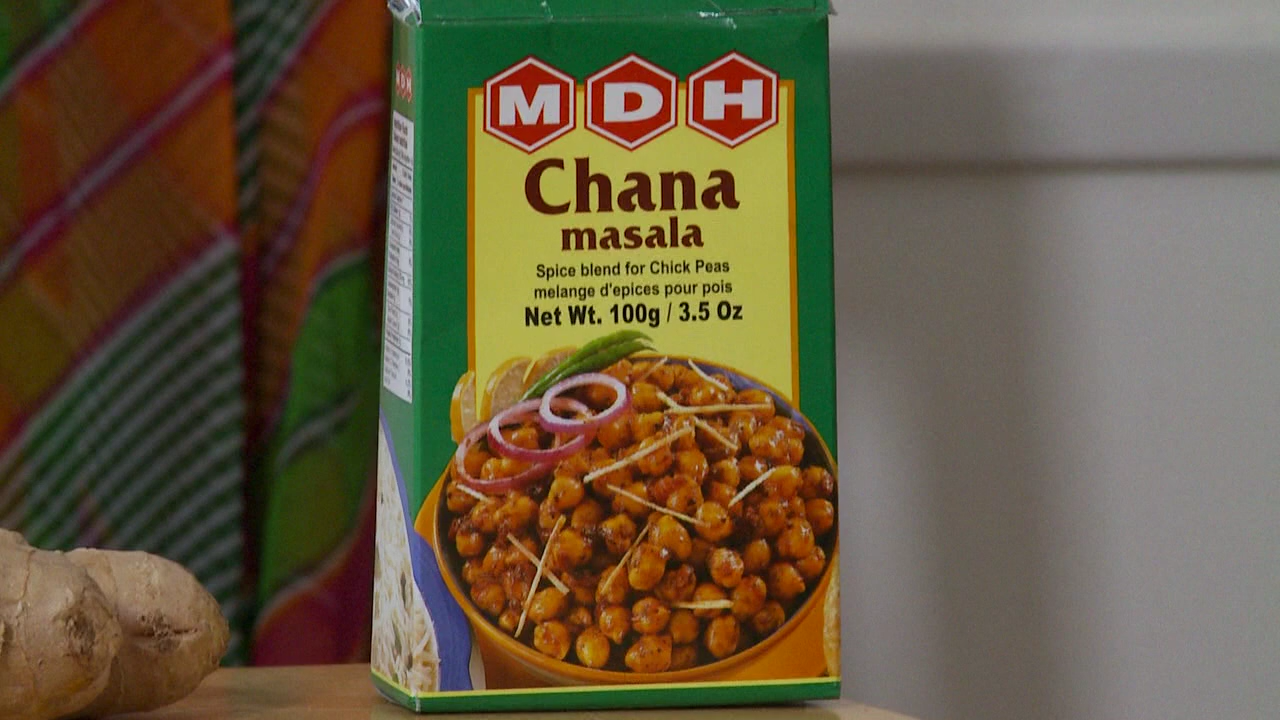 MDH
Chana
masala
Spice blend for Chick Peas
melange d'epices pour pois
Net Wt. 100g / 3.5 Oz